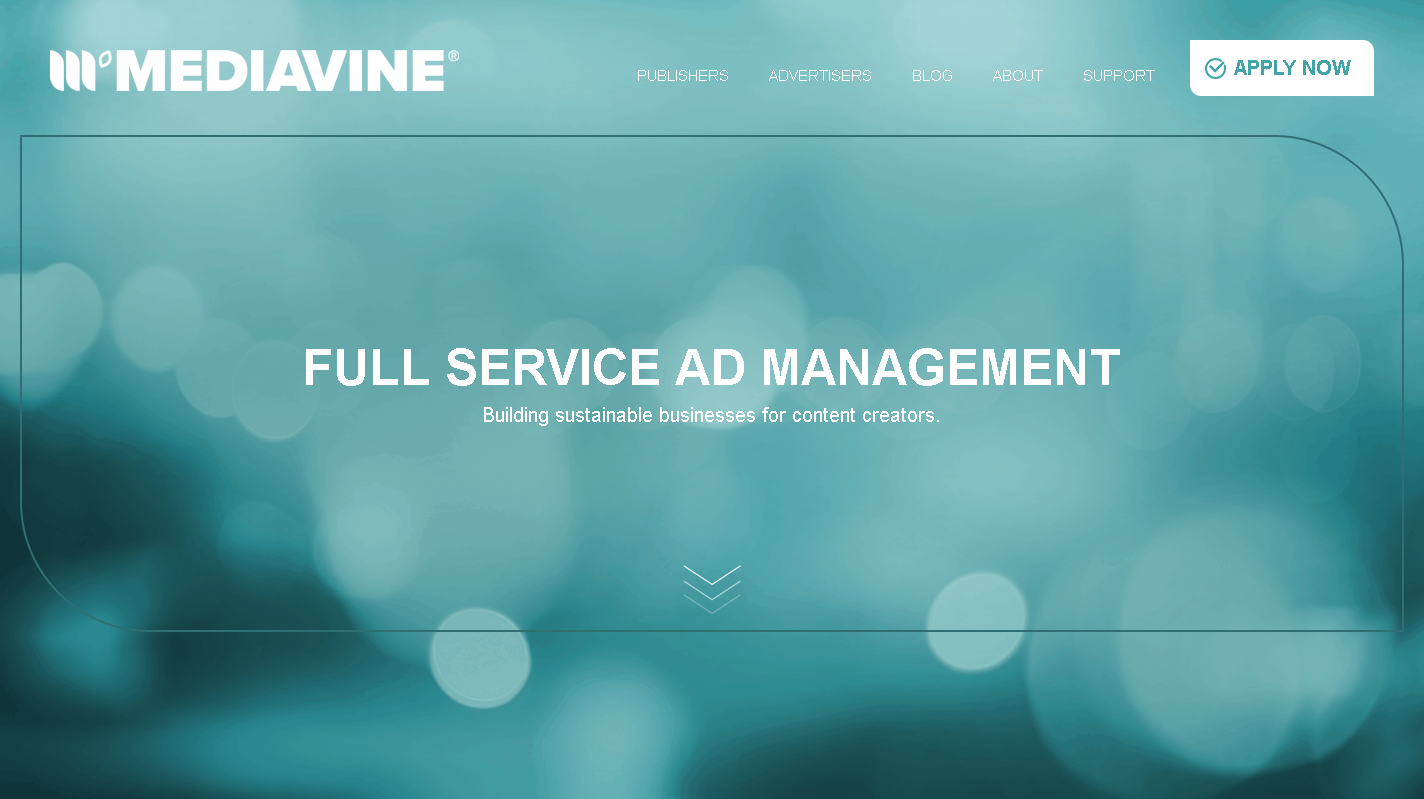 MEDIAVINE®
PUBLISHERS
ADVERTISERS
BLOG
ABOUT
SUPPORT
APPLY NOW
FULL SERVICE AD MANAGEMENT
Building sustainable businesses for content creators.